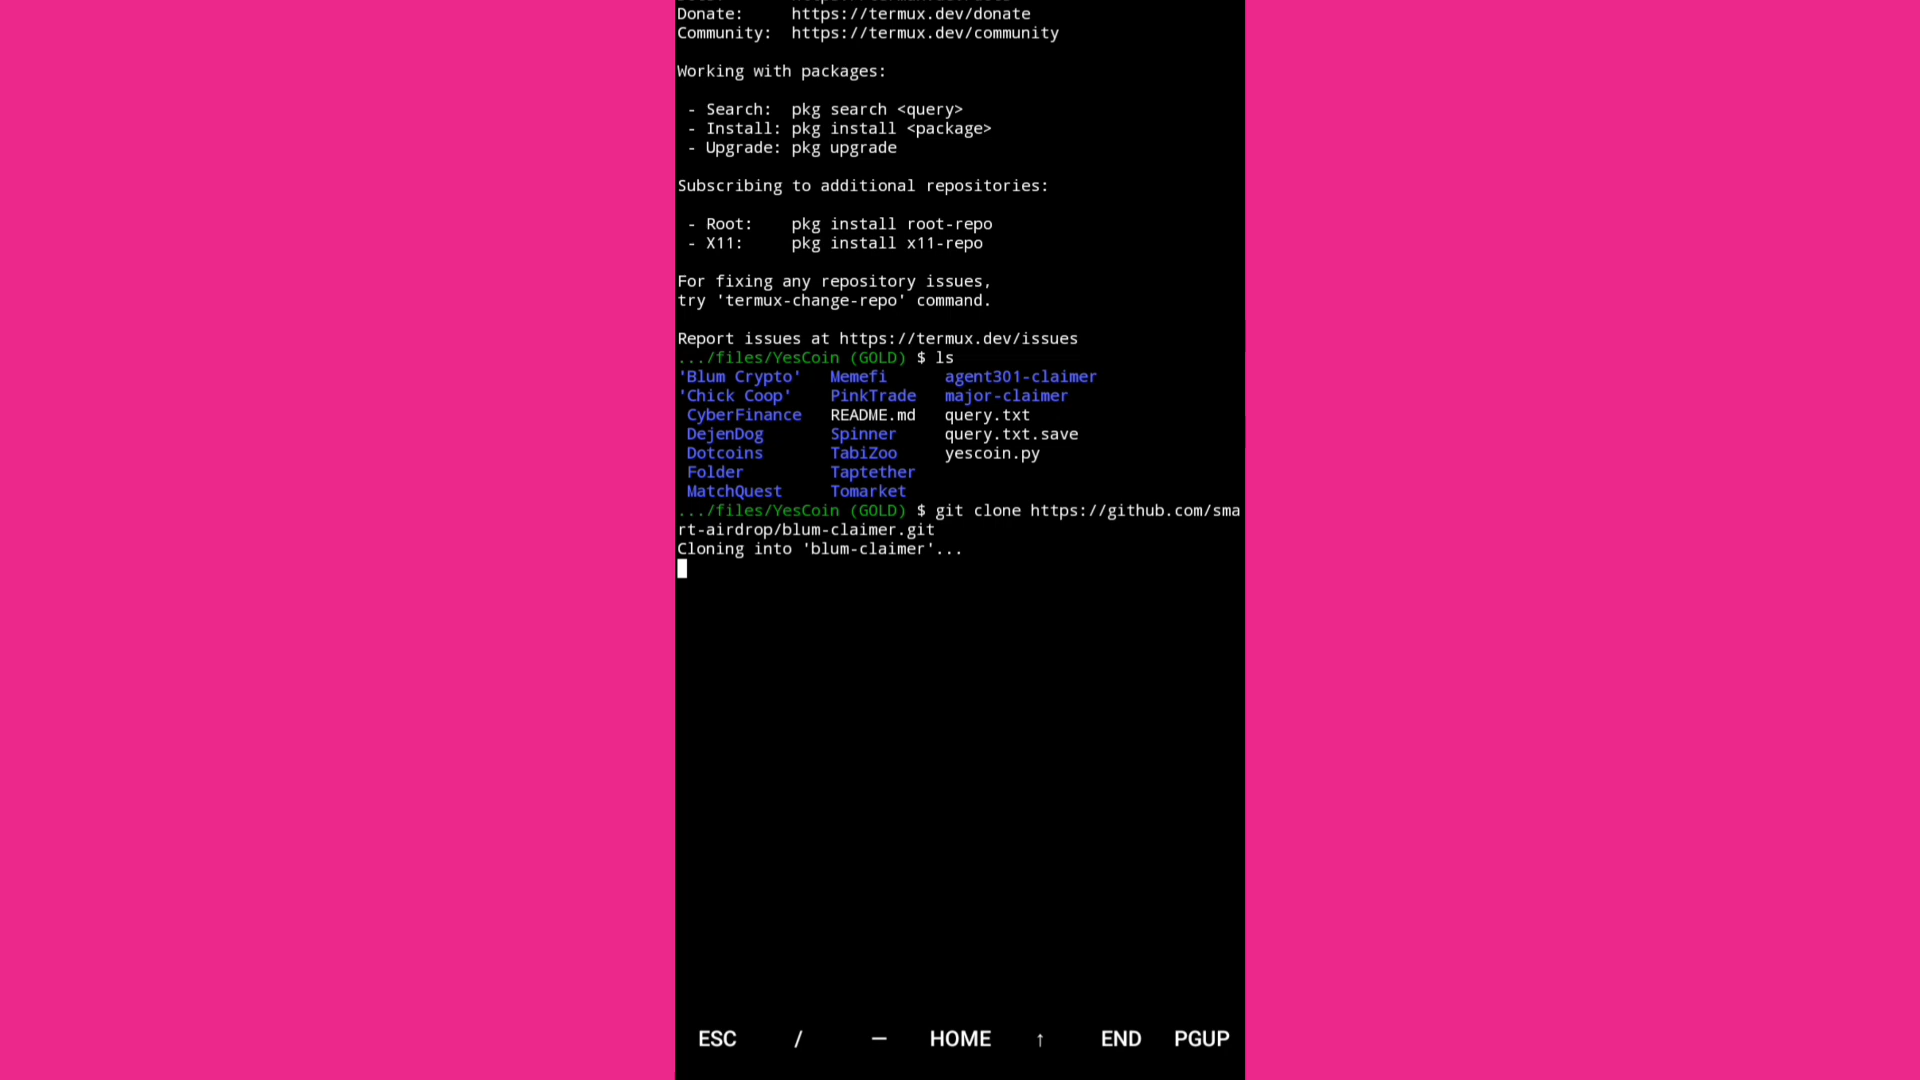 Donate:     https://termux.dev/donate
Community:  https://termux.dev/community
Working with packages:
- Search:  pkg search <query>
- Install: pkg install <package>
- Upgrade: pkg upgrade
Subscribing to additional repositories:
- Root:    pkg install root-repo
- X11:     pkg install x11-repo
For fixing any repository issues,
try 'termux-change-repo' command.
Report issues at https://termux.dev/issues
.../files/YesCoin (GOLD) $ ls
'Blum Crypto'   Memefi      agent301-claimer
'Chick Coop'    PinkTrade   major-claimer
CyberFinance   README.md   query.txt
DejenDog       Spinner     query.txt.save
Dotcoins       TabiZoo     yescoin.py
Folder         Taptether
MatchQuest     Tomarket
.../files/YesCoin (GOLD) $ git clone https://github.com/sma
rt-airdrop/blum-claimer.git
Cloning into 'blum-claimer'...
ESC / — HOME ↑ END PGUP